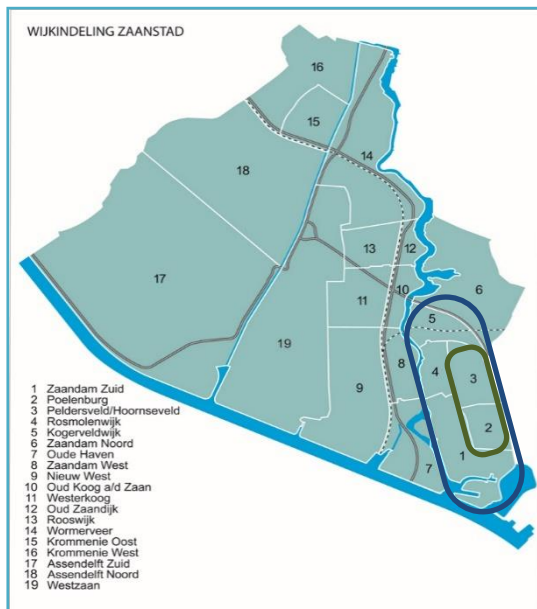 WIJKINDELING ZAANSTAD
16
15
14
18
13
12
6
17
10
11
5
19
8
4
3
9
2
1
7
1 Zaandam Zuid
2 Poelenburg
3 Peldersveld/Hoornseveld
4 Rosmolenwijk
5 Kogerveldwijk
6 Zaandam Noord
7 Oude Haven
8 Zaandam West
9 Nieuw West
10 Oud Koog a/d Zaan
11 Westerkoog
12 Oud Zaandijk
13 Rooswijk
14 Wormerveer
15 Krommenie Oost
16 Krommenie West
17 Assendelft Zuid
18 Assendelft Noord
19 Westzaan